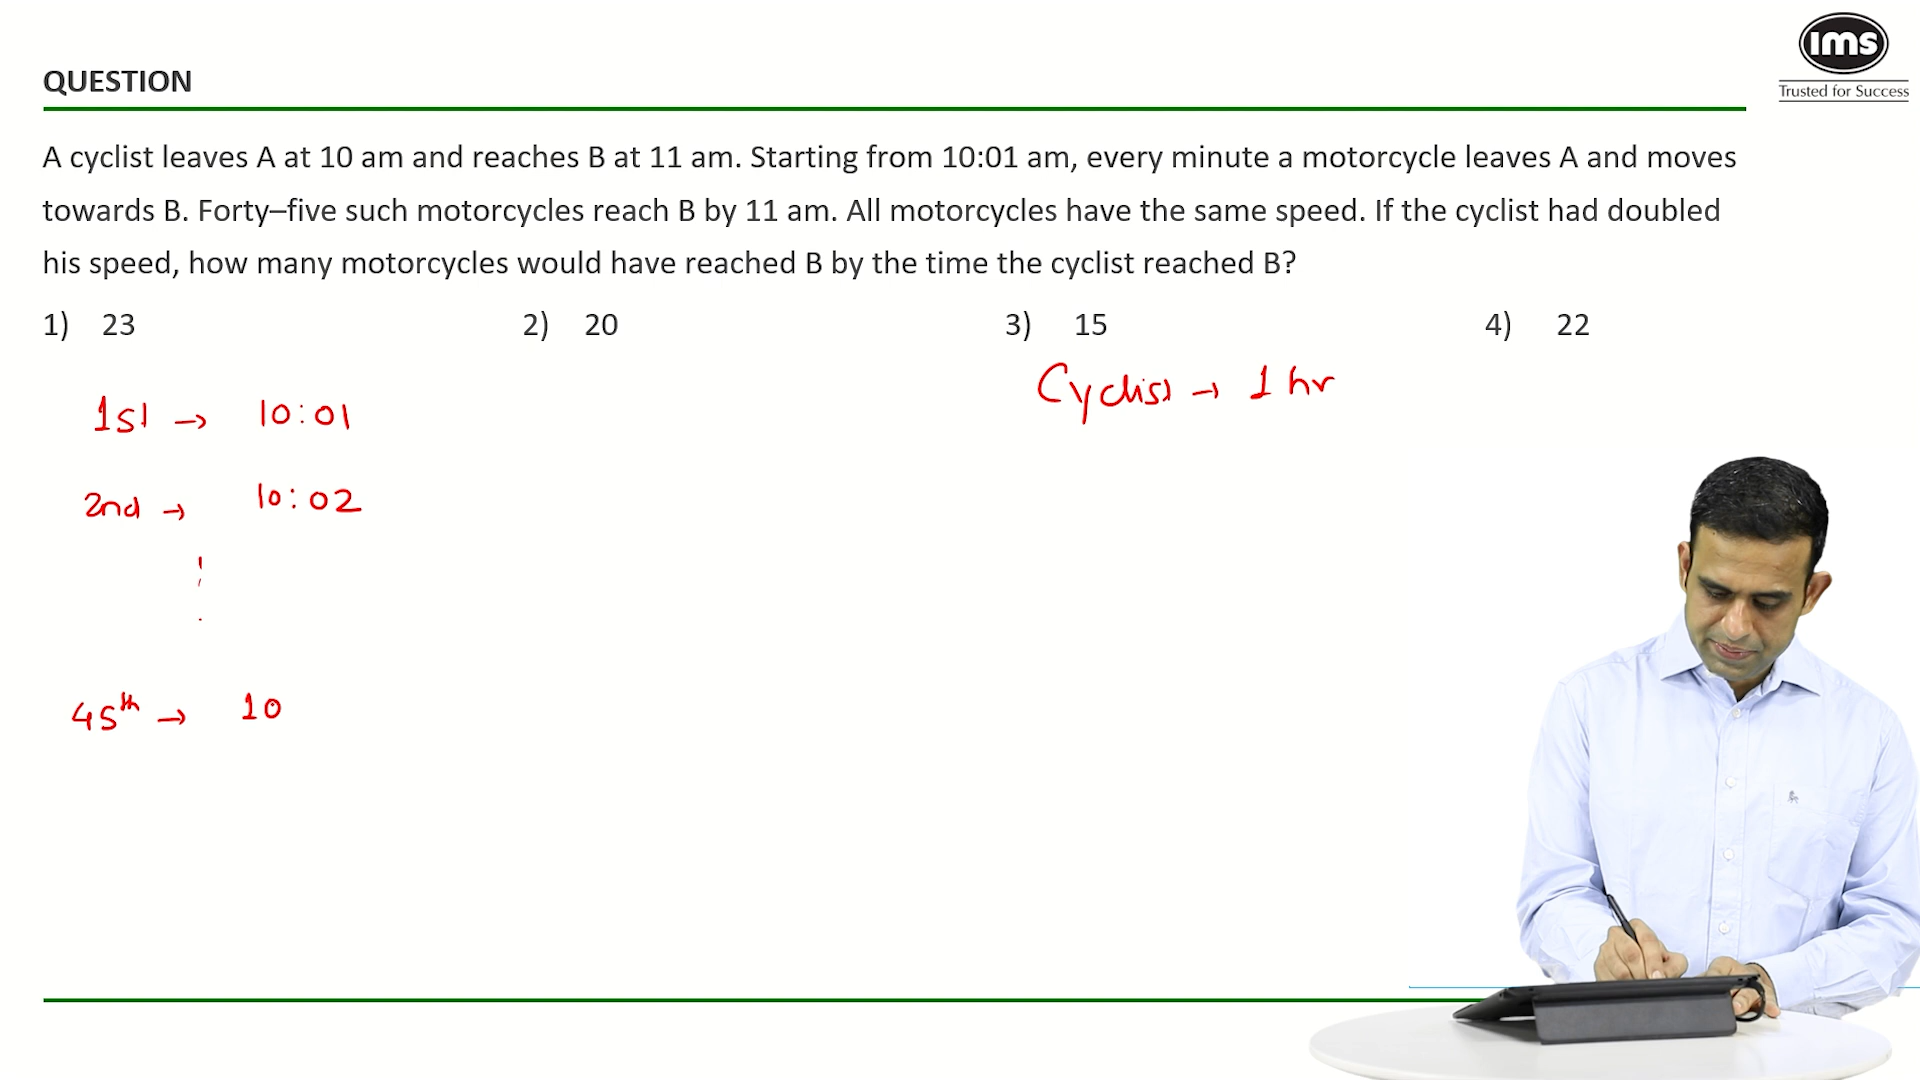 ims
Trusted for Success
QUESTION
A cyclist leaves A at 10 am and reaches B at 11 am. Starting from 10:01 am, every minute a motorcycle leaves A and moves
towards B. Forty–five such motorcycles reach B by 11 am. All motorcycles have the same speed. If the cyclist had doubled
his speed, how many motorcycles would have reached B by the time the cyclist reached B?
1) 23 2) 20 3) 15 4) 22
Cyclist → 1 hr
1st → 10:01
2nd → 10:02
45th → 10